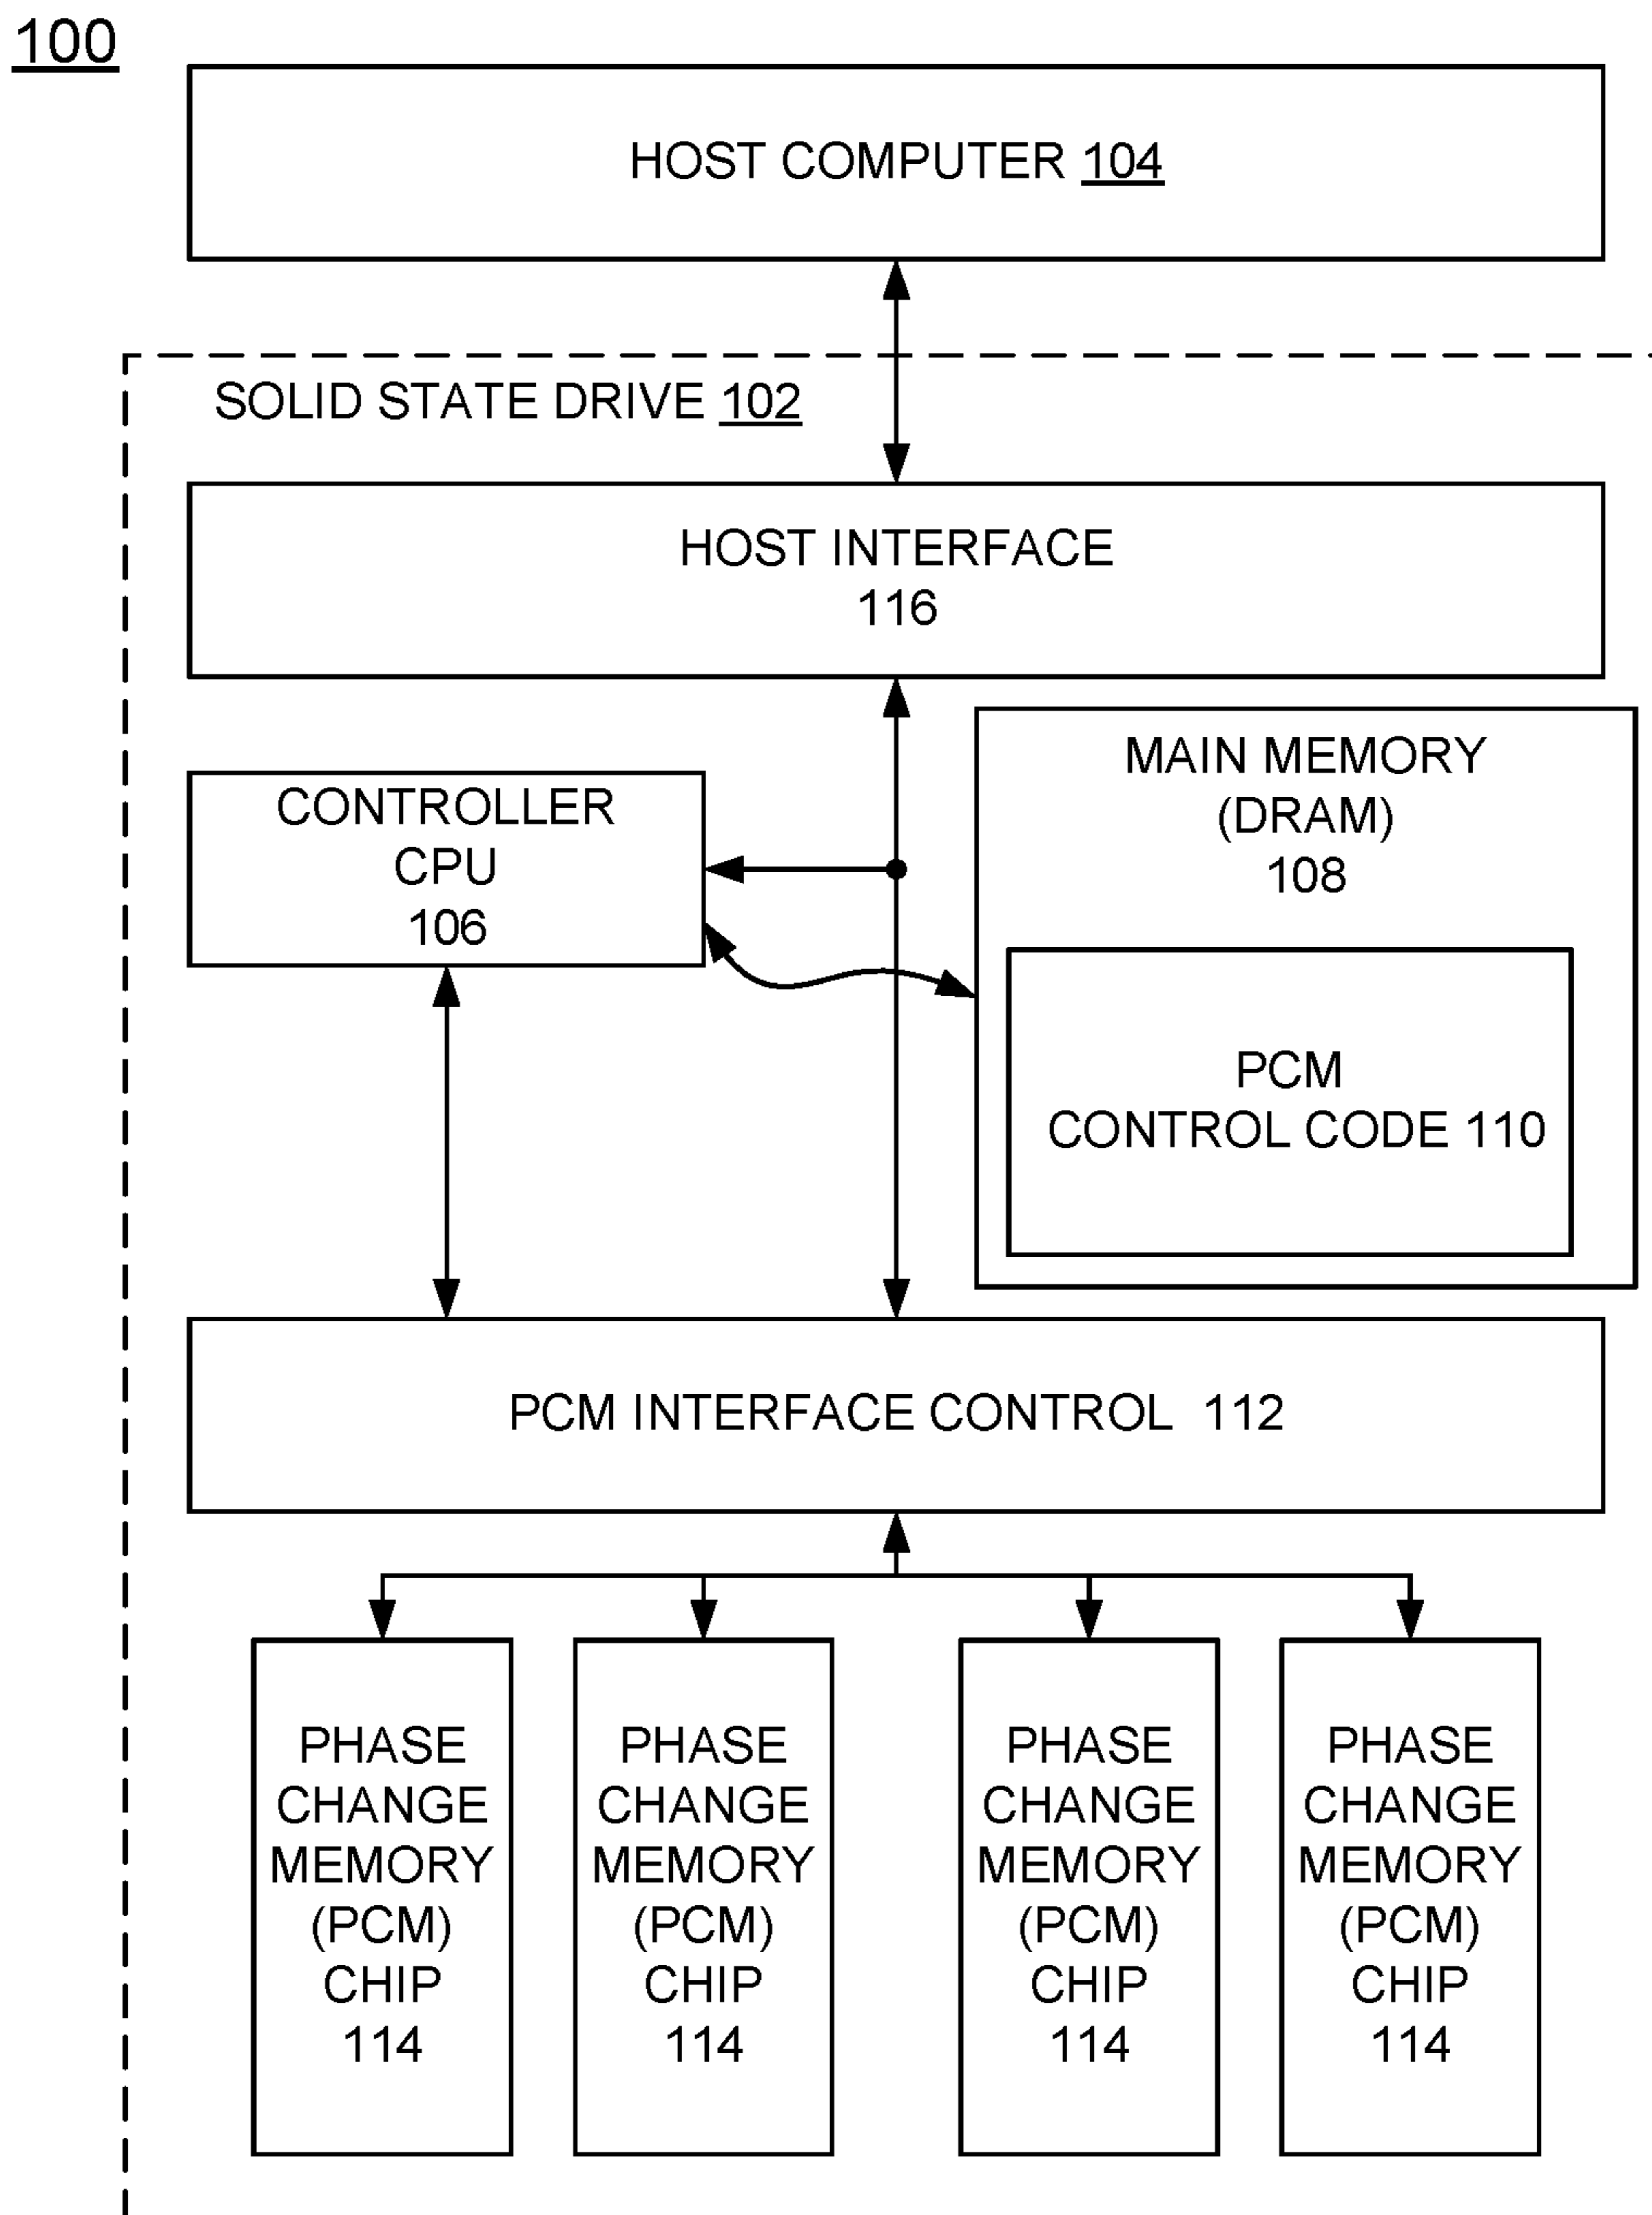 100
HOST COMPUTER 104
SOLID STATE DRIVE 102
HOST INTERFACE
116
CONTROLLER
CPU
106
MAIN MEMORY
(DRAM)
108
PCM
CONTROL CODE 110
PCM INTERFACE CONTROL 112
PHASE
CHANGE
MEMORY
(PCM)
CHIP
114
PHASE
CHANGE
MEMORY
(PCM)
CHIP
114
PHASE
CHANGE
MEMORY
(PCM)
CHIP
114
PHASE
CHANGE
MEMORY
(PCM)
CHIP
114